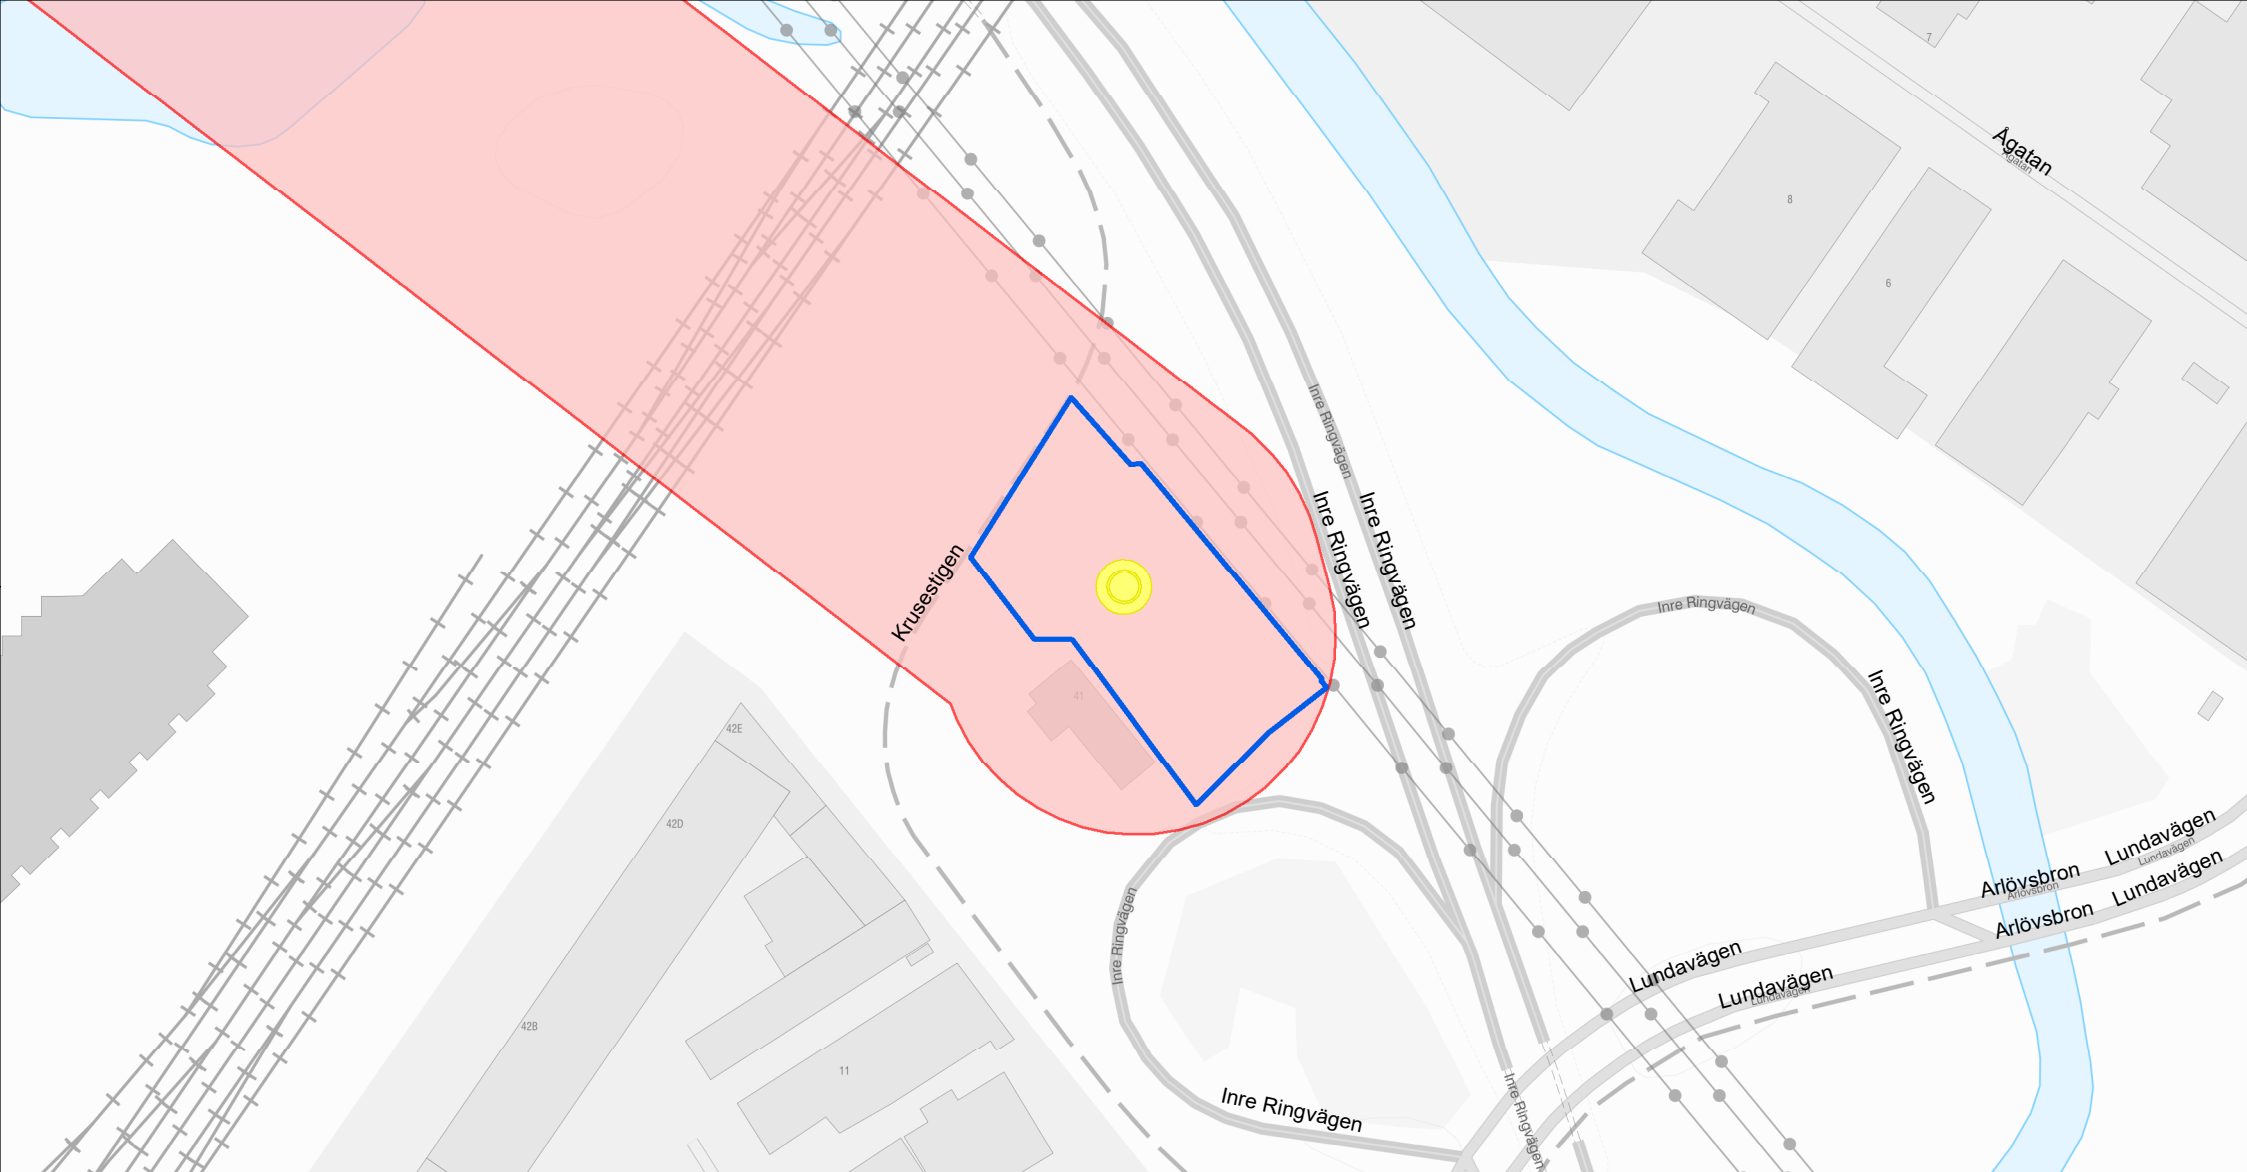 7
Ågatan
Ågatan
8
6
Inre Ringvägen
Inre Ringvägen
Inre Ringvägen
Krusestigen
Inre Ringvägen
Inre Ringvägen
41
42E
42D
Lundavägen
Lundavägen
Arlövsbron
Arlövsbron
Lundavägen
Arlövsbron
Inre Ringvägen
Lundavägen
Lundavägen
Lundavägen
42B
11
Inre Ringvägen
Inre Ringvägen